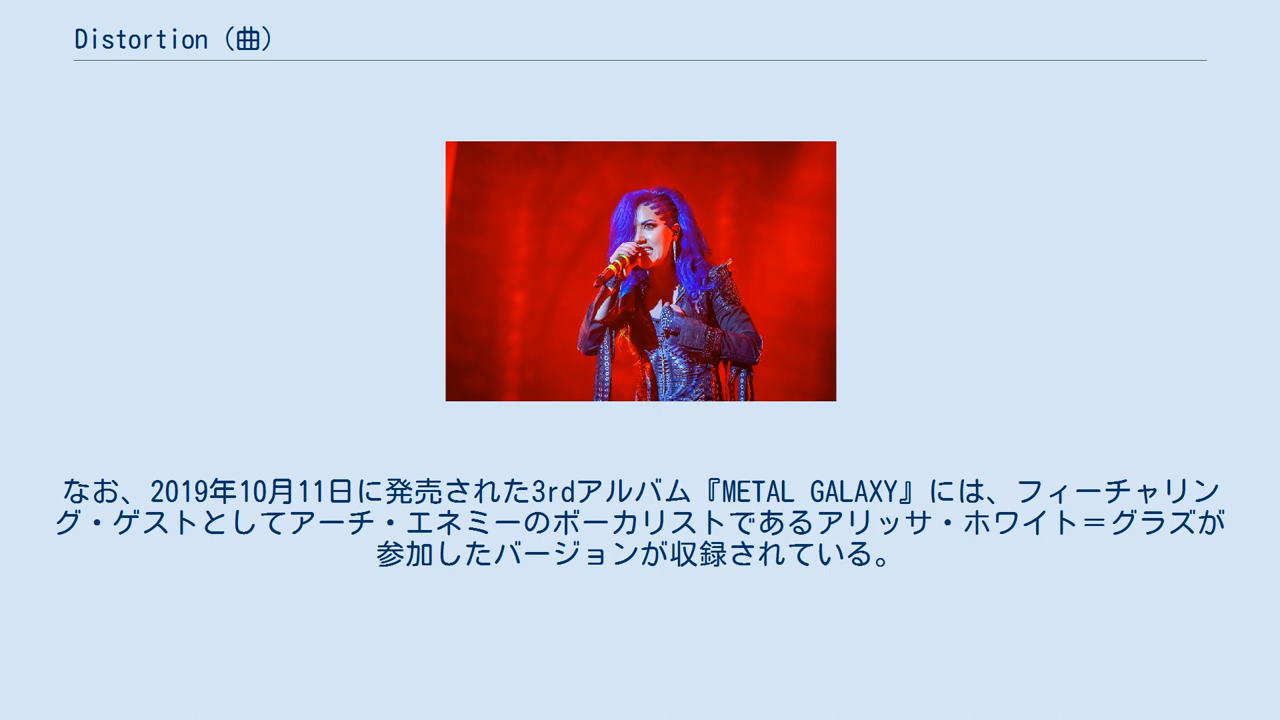 Distortion（曲）
なお、2019年10月11日に発売された3rdアルバム『METAL GALAXY』には、フィーチャリン
グ・ゲストとしてアーチ・エネミーのボーカリストであるアリッサ・ホワイト＝グラズが
参加したバージョンが収録されている。